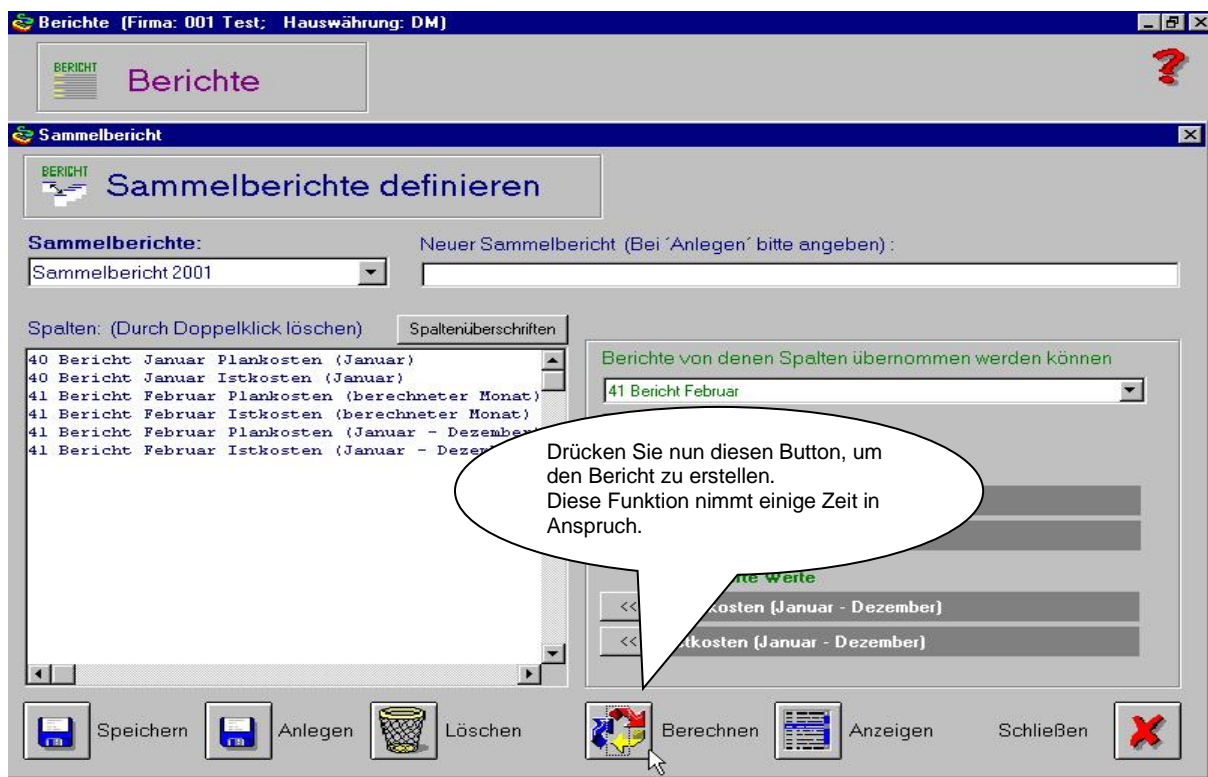 Berichte (Firma: 001 Test; Hauswährung: DM)
BERICHT
Berichte
Sammelbericht
BERICHT
Sammelberichte definieren
Sammelberichte:
Neuer Sammelbericht (Bei ´Anlegen´ bitte angeben) :
Sammelbericht 2001
Spalten: (Durch Doppelklick löschen)
Spaltenüberschriften
40 Bericht Januar Plankosten (Januar)
40 Bericht Januar Istkosten (Januar)
41 Bericht Februar Plankosten (berechneter Monat)
41 Bericht Februar Istkosten (berechneter Monat)
41 Bericht Februar Plankosten (Januar - Dezember)
41 Bericht Februar Istkosten (Januar - Dezem
Berichte von denen Spalten übernommen werden können
41 Bericht Februar
Drücken Sie nun diesen Button, um
den Bericht zu erstellen.
Diese Funktion nimmt einige Zeit in
Anspruch.
Werte
<< kosten (Januar - Dezember)
<< tkosten (Januar - Dezember)
Speichern
Anlegen
Löschen
Berechnen
Anzeigen
Schließen